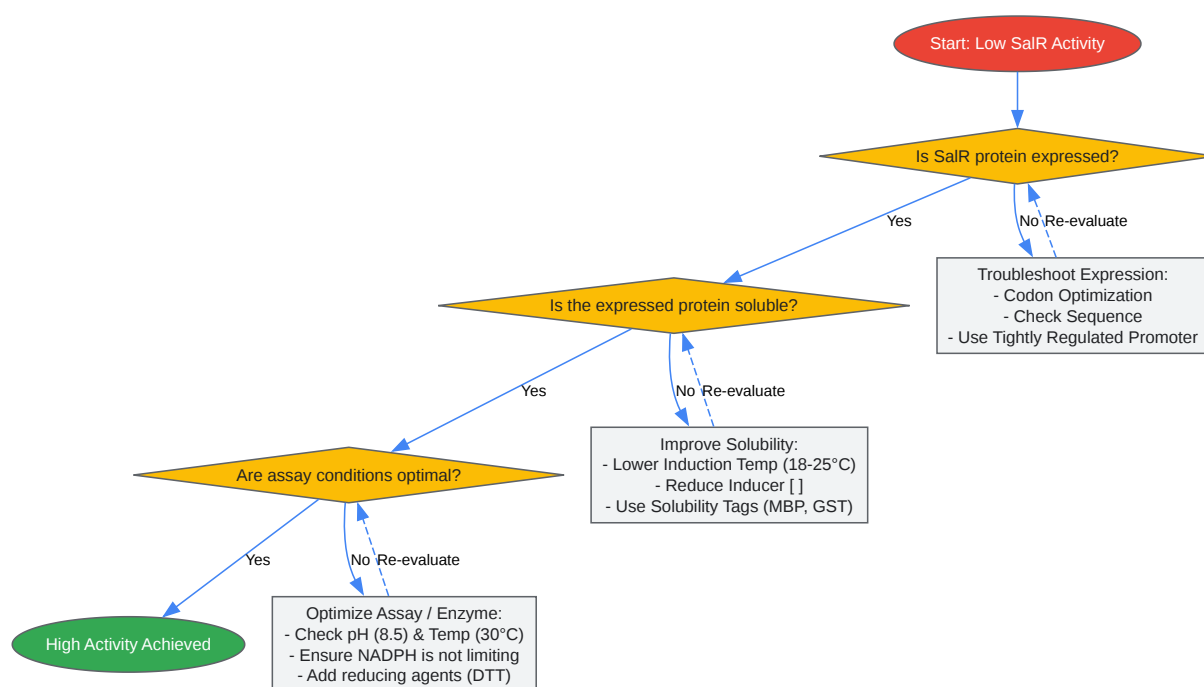 Start: Low SalR Activity
Is SalR protein expressed?
Yes
No
Re-evaluate
Troubleshoot Expression:
- Codon Optimization
- Check Sequence
- Use Tightly Regulated Promoter
Is the expressed protein soluble?
Yes
No
Re-evaluate
Improve Solubility:
- Lower Induction Temp (18-25°C)
- Reduce Inducer [ ]
- Use Solubility Tags (MBP, GST)
Are assay conditions optimal?
Yes
No
Re-evaluate
Optimize Assay / Enzyme:
- Check pH (8.5) & Temp (30°C)
- Ensure NADPH is not limiting
- Add reducing agents (DTT)
High Activity Achieved